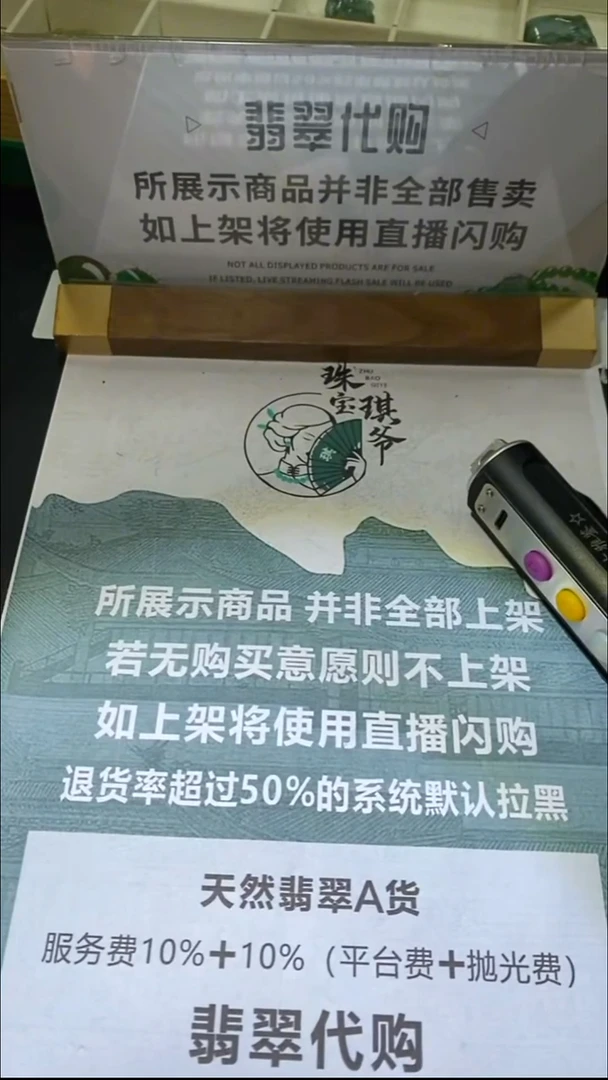 翡翠代购
所展示商品并非全部售卖
如上架将使用直播闪购
NOT ALL DISPLAYED PRODUCTS ARE FOR SALE
IF LISTED, LIVE STREAMING FLASH SALE WILL BE USED
珠宝琪爷
ZHU
BAO
QI YE
琪
所展示商品 并非全部上架
若无购买意愿则不上架
如上架将使用直播闪购
退货率超过50%的系统默认拉黑
天然翡翠A货
服务费10%+10%（平台费+抛光费）
翡翠代购